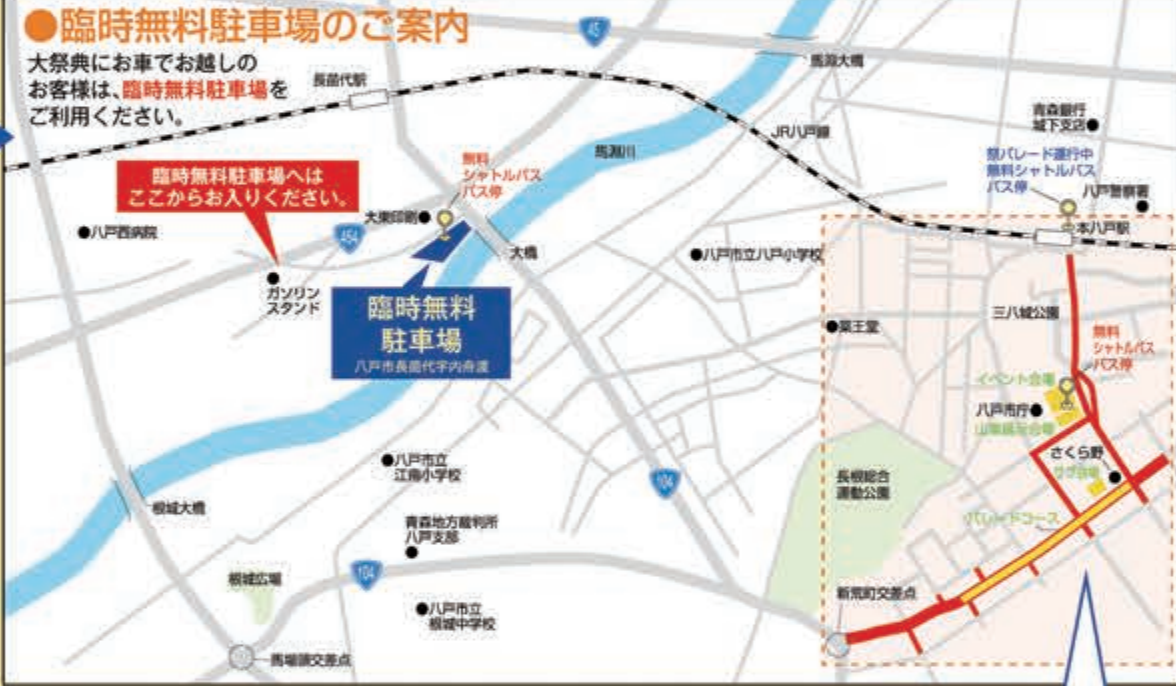 ●臨時無料駐車場のご案内
大祭典にお車でお越しの
お客様は、臨時無料駐車場を
ご利用ください。
長苗代駅
45
馬淵大橋
JR八戸線
馬淵川
青森銀行
城下支店●
祭パレード運行中
無料シャトルバス
バス停
八戸警察署
●
本八戸駅
臨時無料駐車場へは
ここからお入りください。
無料
シャトルバス
バス停
大東印刷●
●八戸西病院
454
大橋
●八戸市立八戸小学校
●
ガソリン
スタンド
臨時無料
駐車場
八戸市長苗代字内舟渡
三八城公園
●薬王堂
無料
シャトルバス
バス停
イベント会場
八戸市庁●
山車展示会場
さくら野
●
●八戸市立
江南小学校
104
長根総合
運動公園
根城大橋
青森地方裁判所
八戸支部
●
パレードコース
104
根城広場
新荒町交差点
●八戸市立
根城中学校
馬場頭交差点